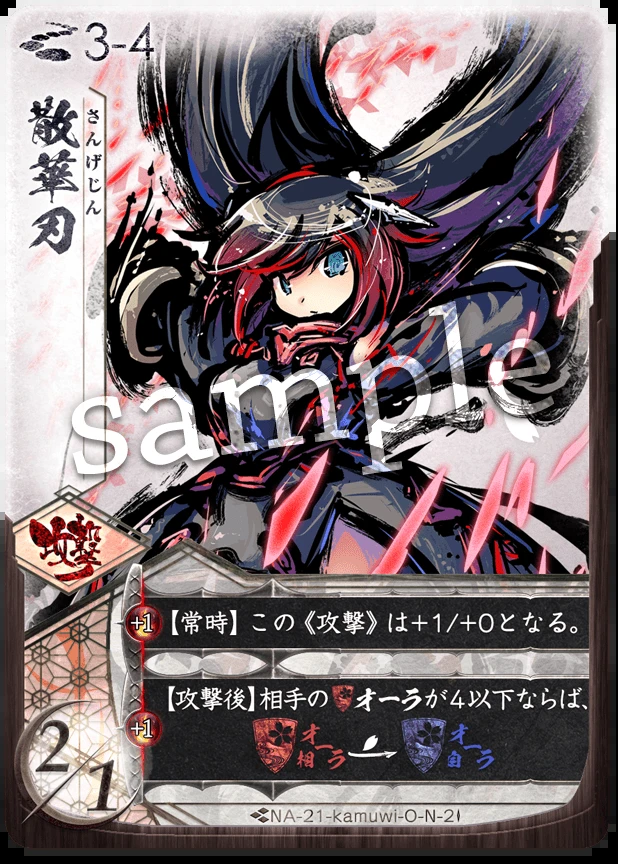 3-4
散華刃
さんげじん
sample
攻撃
+1
【常時】この《攻撃》は+1/+0となる。
+1
【攻撃後】相手のオーラが4以下ならば、
相オーラ
自オーラ
2/1
NA-21-kamuwi-O-N-2